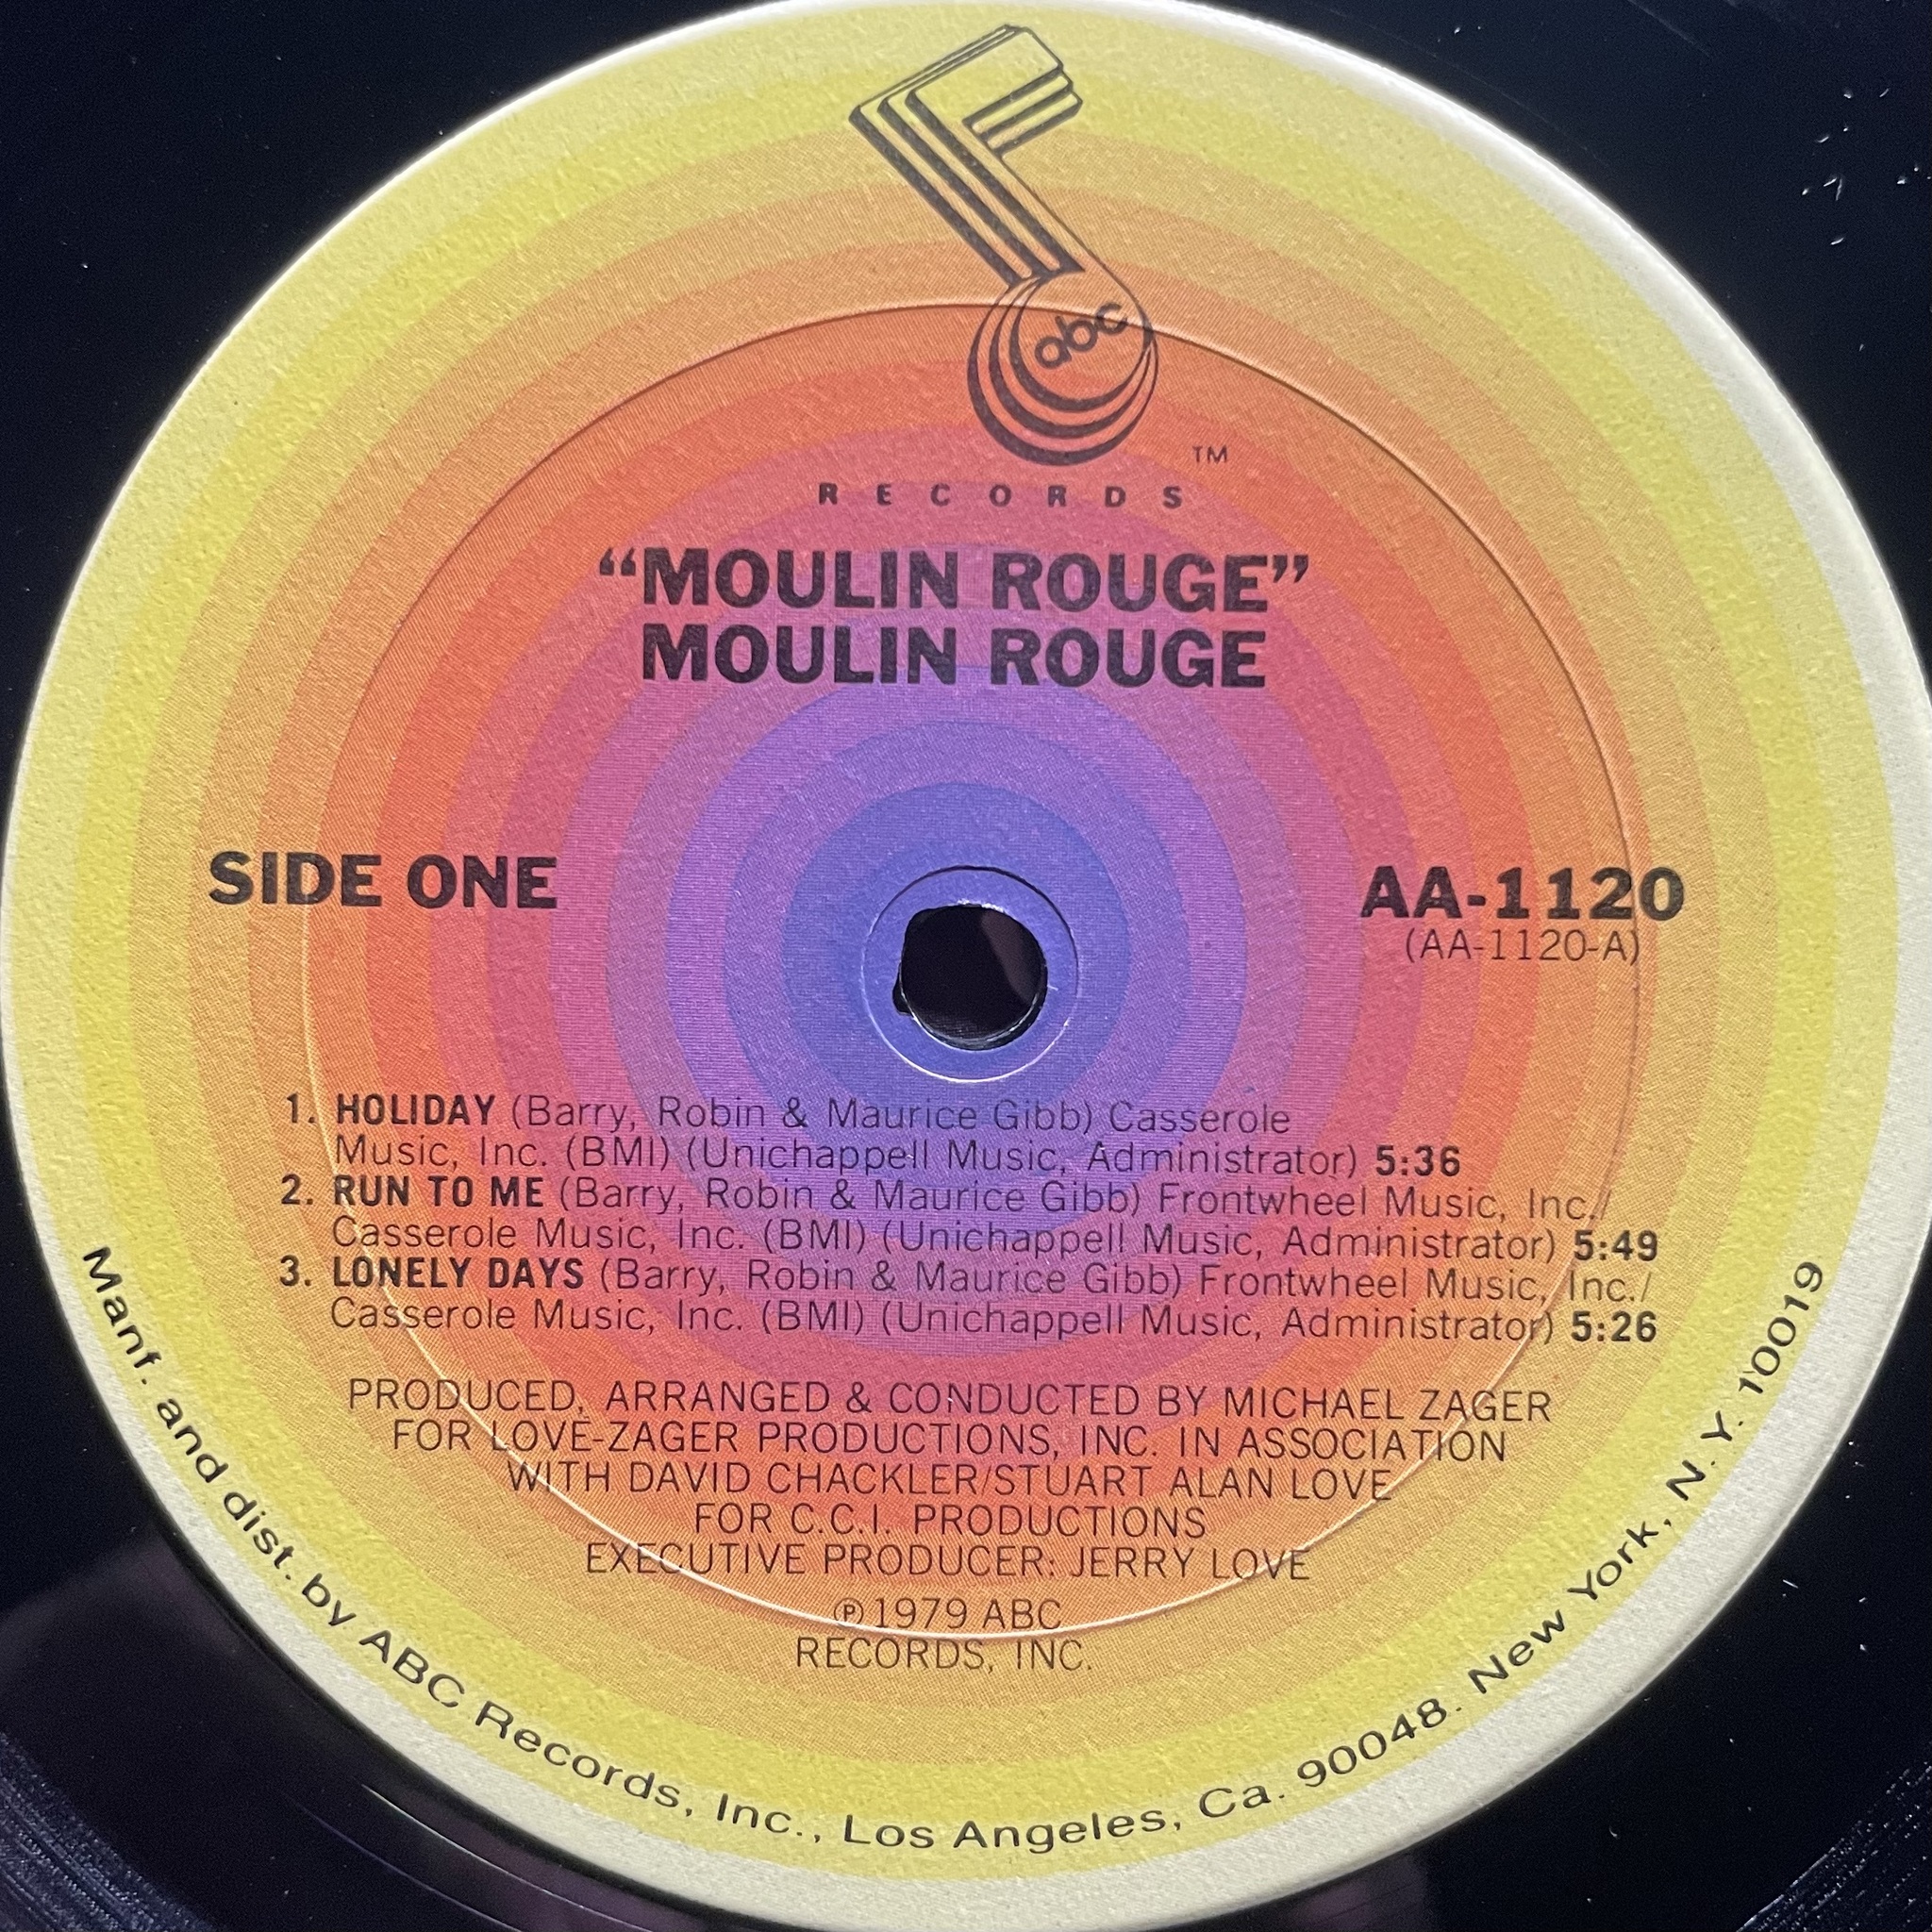 abc
TM
RECORDS
“MOULIN ROUGE”
MOULIN ROUGE
SIDE ONE
AA-1120
(AA-1120-A)
1. HOLIDAY (Barry, Robin & Maurice Gibb) Casserole
Music, Inc. (BMI) (Unichappell Music, Administrator) 5:36
2. RUN TO ME (Barry, Robin & Maurice Gibb) Frontwheel Music, Inc./
Casserole Music, Inc. (BMI) (Unichappell Music, Administrator) 5:49
3. LONELY DAYS (Barry, Robin & Maurice Gibb) Frontwheel Music, Inc./
Casserole Music, Inc. (BMI) (Unichappell Music, Administrator) 5:26
PRODUCED, ARRANGED & CONDUCTED BY MICHAEL ZAGER
FOR LOVE-ZAGER PRODUCTIONS, INC. IN ASSOCIATION
WITH DAVID CHACKLER/STUART ALAN LOVE
FOR C.C.I. PRODUCTIONS
EXECUTIVE PRODUCER: JERRY LOVE
℗1979 ABC
RECORDS, INC.
Manf. and dist. by ABC Records, Inc., Los Angeles, Ca. 90048. New York, N.Y. 10019